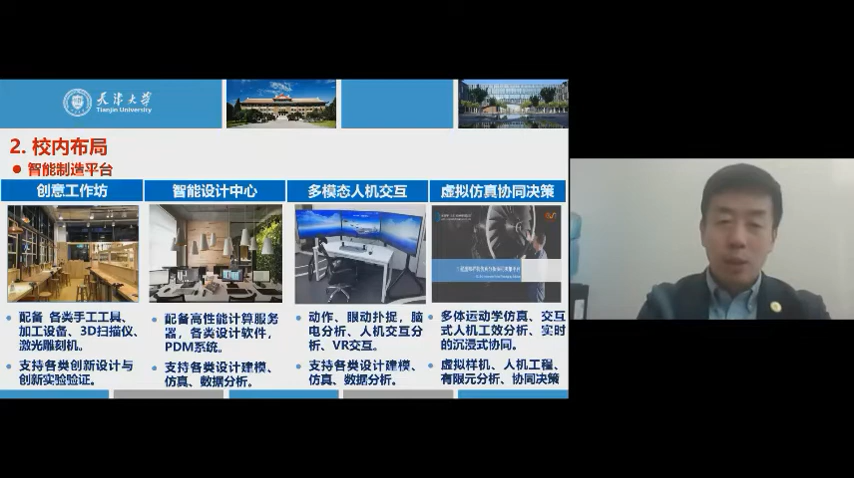 天津大学
Tianjin University
2. 校内布局
● 智能制造平台
创意工作坊
智能设计中心
多模态人机交互
虚拟仿真协同决策
• 配备 各类手工工具、
加工设备、3D扫描仪、
激光雕刻机。
• 支持各类创新设计与
创新实验验证。
• 配备高性能计算服务
器，各类设计软件，
PDM系统。
• 支持各类设计建模、
仿真、数据分析。
• 动作、眼动扑捉，脑
电分析、人机交互分
析、VR交互。
• 支持各类设计建模、
仿真、数据分析。
• 多体运动学仿真、交互
式人机工效分析、实时
的沉浸式协同。
• 虚拟样机、人机工程、
有限元分析、协同决策